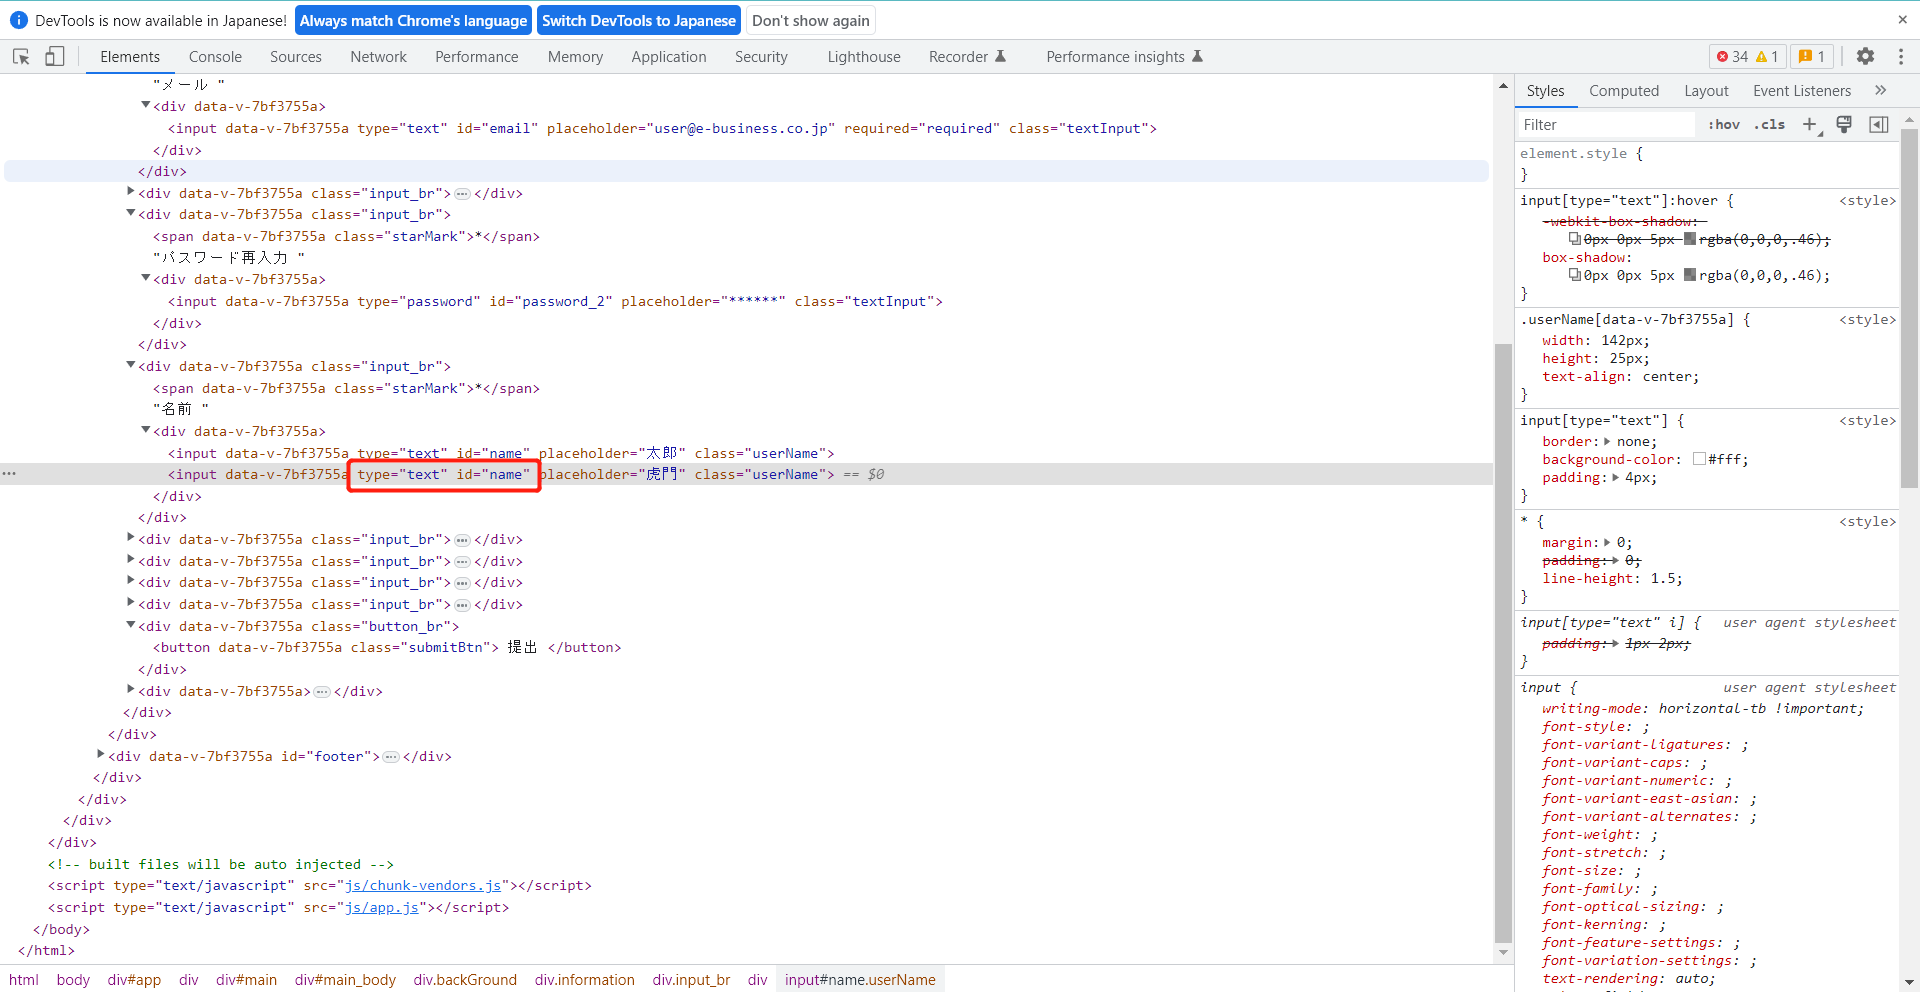 DevTools is now available in Japanese! Always match Chrome's language Switch DevTools to Japanese Don't show again
Elements Console Sources Network Performance Memory Application Security Lighthouse Recorder Performance insights 34 1 1
"メール "
<div data-v-7bf3755a>
<input data-v-7bf3755a type="text" id="email" placeholder="user@e-business.co.jp" required="required" class="textInput">
</div>
</div>
<div data-v-7bf3755a class="input_br"> … </div>
<div data-v-7bf3755a class="input_br">
<span data-v-7bf3755a class="starMark">*</span>
"パスワード再入力 "
<div data-v-7bf3755a>
<input data-v-7bf3755a type="password" id="password_2" placeholder="******" class="textInput">
</div>
</div>
<div data-v-7bf3755a class="input_br">
<span data-v-7bf3755a class="starMark">*</span>
"名前 "
<div data-v-7bf3755a>
<input data-v-7bf3755a type="text" id="name" placeholder="太郎" class="userName">
… <input data-v-7bf3755a type="text" id="name" placeholder="虎門" class="userName"> == $0
</div>
</div>
<div data-v-7bf3755a class="input_br"> … </div>
<div data-v-7bf3755a class="input_br"> … </div>
<div data-v-7bf3755a class="input_br"> … </div>
<div data-v-7bf3755a class="input_br"> … </div>
<div data-v-7bf3755a class="button_br">
<button data-v-7bf3755a class="submitBtn"> 提出 </button>
</div>
<div data-v-7bf3755a> … </div>
</div>
</div>
<div data-v-7bf3755a id="footer"> … </div>
</div>
</div>
</div>
</div>
<!-- built files will be auto injected -->
<script type="text/javascript" src="js/chunk-vendors.js"></script>
<script type="text/javascript" src="js/app.js"></script>
</body>
</html>
html body div#app div div#main div#main_body div.backGround div.information div.input_br div input#name.userName
Styles Computed Layout Event Listeners »
Filter :hov .cls +
element.style {
}
input[type="text"]:hover { <style>
-webkit-box-shadow:
0px 0px 5px rgba(0,0,0,.46);
box-shadow:
0px 0px 5px rgba(0,0,0,.46);
}
.userName[data-v-7bf3755a] { <style>
width: 142px;
height: 25px;
text-align: center;
}
input[type="text"] { <style>
border: none;
background-color: #fff;
padding: 4px;
}
* { <style>
margin: 0;
padding: 0;
line-height: 1.5;
}
input[type="text" i] { user agent stylesheet
padding: 1px 2px;
}
input { user agent stylesheet
writing-mode: horizontal-tb !important;
font-style: ;
font-variant-ligatures: ;
font-variant-caps: ;
font-variant-numeric: ;
font-variant-east-asian: ;
font-variant-alternates: ;
font-weight: ;
font-stretch: ;
font-size: ;
font-family: ;
font-optical-sizing: ;
font-kerning: ;
font-feature-settings: ;
font-variation-settings: ;
text-rendering: auto;